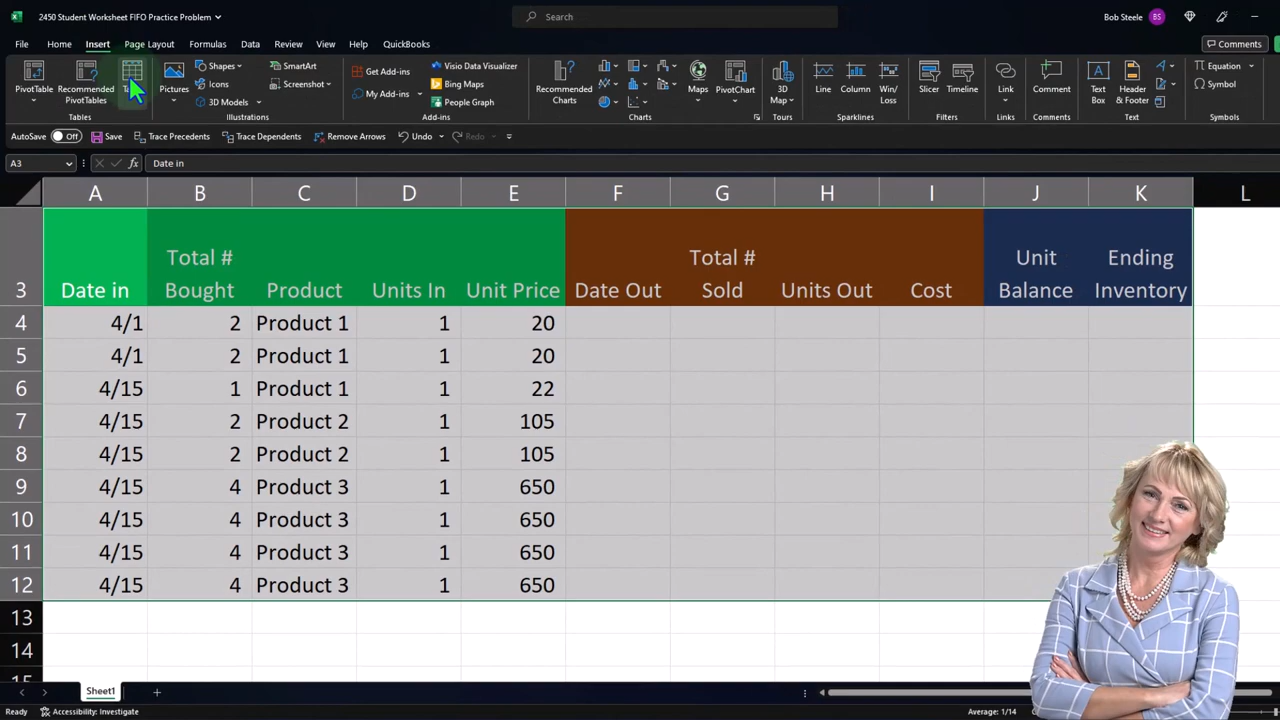 2450 Student Worksheet FIFO Practice Problem
Search
Bob Steele BS
File Home Insert Page Layout Formulas Data Review View Help QuickBooks
Comments
PivotTable Recommended PivotTables
Pictures Shapes Icons 3D Models SmartArt Screenshot
Get Add-ins My Add-ins Visio Data Visualizer Bing Maps People Graph
Recommended Charts Maps PivotChart 3D Map Line Column Win/Loss Slicer Timeline Link Comment Text Box Header & Footer Equation Symbol
Tables Illustrations Add-ins Charts Tours Sparklines Filters Links Comments Text Symbols
AutoSave Off Save Trace Precedents Trace Dependents Remove Arrows Undo Redo
A3 fx Date in
A B C D E F G H I J K L
3 Date in Total # Bought Product Units In Unit Price Date Out Total # Sold Units Out Cost Unit Balance Ending Inventory
4 4/1 2 Product 1 1 20
5 4/1 2 Product 1 1 20
6 4/15 1 Product 1 1 22
7 4/15 2 Product 2 1 105
8 4/15 2 Product 2 1 105
9 4/15 4 Product 3 1 650
10 4/15 4 Product 3 1 650
11 4/15 4 Product 3 1 650
12 4/15 4 Product 3 1 650
13
14
Sheet1
Ready Accessibility: Investigate Average: 1/14